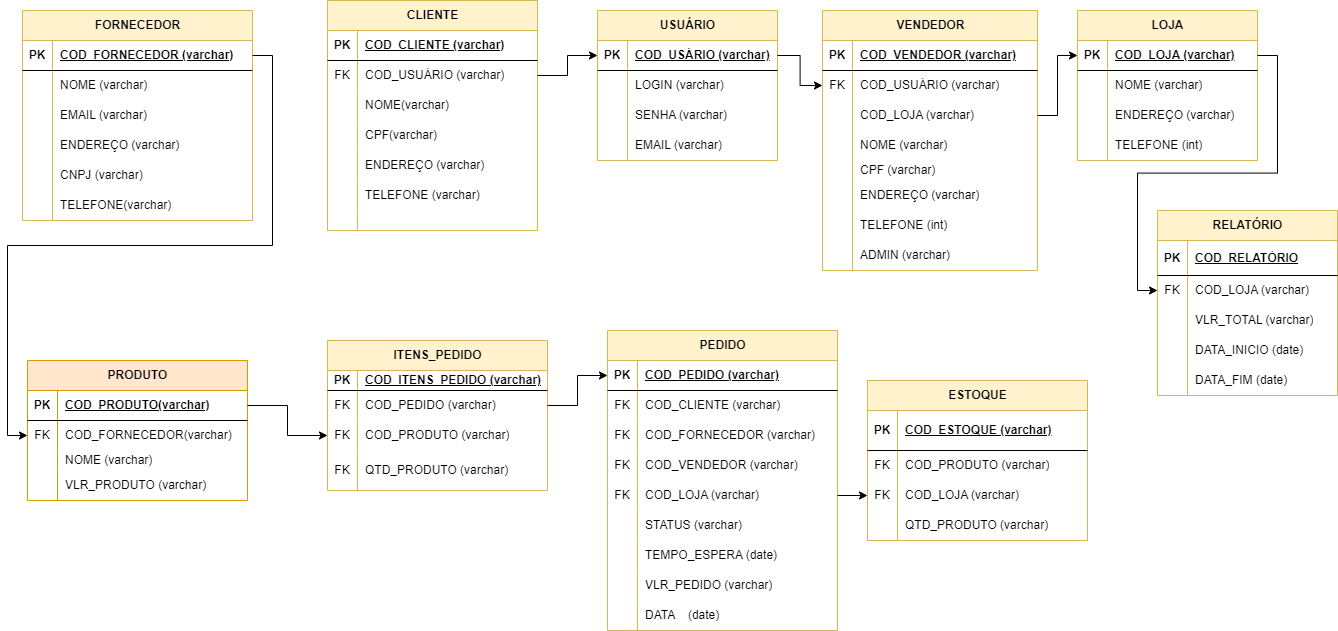 FORNECEDOR
PK COD_FORNECEDOR (varchar)
NOME (varchar)
EMAIL (varchar)
ENDEREÇO (varchar)
CNPJ (varchar)
TELEFONE(varchar)
CLIENTE
PK COD_CLIENTE (varchar)
FK COD_USUÁRIO (varchar)
NOME(varchar)
CPF(varchar)
ENDEREÇO (varchar)
TELEFONE (varchar)
USUÁRIO
PK COD_USÀRIO (varchar)
LOGIN (varchar)
SENHA (varchar)
EMAIL (varchar)
VENDEDOR
PK COD_VENDEDOR (varchar)
FK COD_USUÁRIO (varchar)
COD_LOJA (varchar)
NOME (varchar)
CPF (varchar)
ENDEREÇO (varchar)
TELEFONE (int)
ADMIN (varchar)
LOJA
PK COD_LOJA (varchar)
NOME (varchar)
ENDEREÇO (varchar)
TELEFONE (int)
RELATÓRIO
PK COD_RELATÓRIO
FK COD_LOJA (varchar)
VLR_TOTAL (varchar)
DATA_INICIO (date)
DATA_FIM (date)
PRODUTO
PK COD_PRODUTO(varchar)
FK COD_FORNECEDOR(varchar)
NOME (varchar)
VLR_PRODUTO (varchar)
ITENS_PEDIDO
PK COD_ITENS_PEDIDO (varchar)
FK COD_PEDIDO (varchar)
FK COD_PRODUTO (varchar)
FK QTD_PRODUTO (varchar)
PEDIDO
PK COD_PEDIDO (varchar)
FK COD_CLIENTE (varchar)
FK COD_FORNECEDOR (varchar)
FK COD_VENDEDOR (varchar)
FK COD_LOJA (varchar)
STATUS (varchar)
TEMPO_ESPERA (date)
VLR_PEDIDO (varchar)
DATA (date)
ESTOQUE
PK COD_ESTOQUE (varchar)
FK COD_PRODUTO (varchar)
FK COD_LOJA (varchar)
QTD_PRODUTO (varchar)